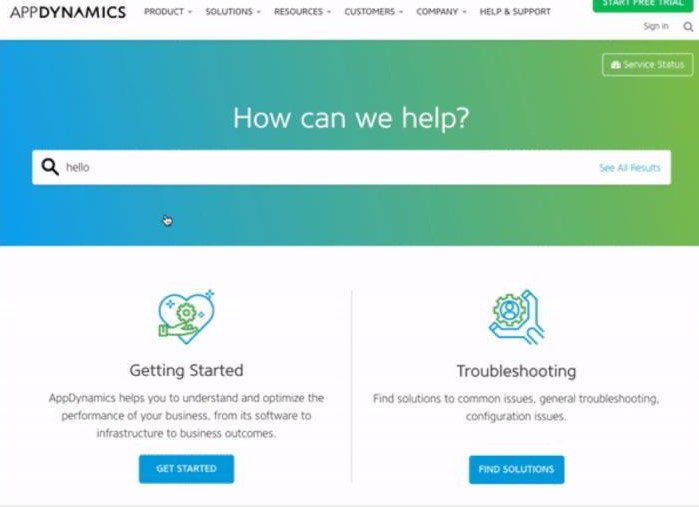 APPDYNAMICS PRODUCT SOLUTIONS RESOURCES CUSTOMERS COMPANY HELP & SUPPORT START FREE TRIAL
Sign in
Service Status
How can we help?
hello See All Results
Getting Started
AppDynamics helps you to understand and optimize the
performance of your business, from its software to
infrastructure to business outcomes.
GET STARTED
Troubleshooting
Find solutions to common issues, general troubleshooting,
configuration issues.
FIND SOLUTIONS